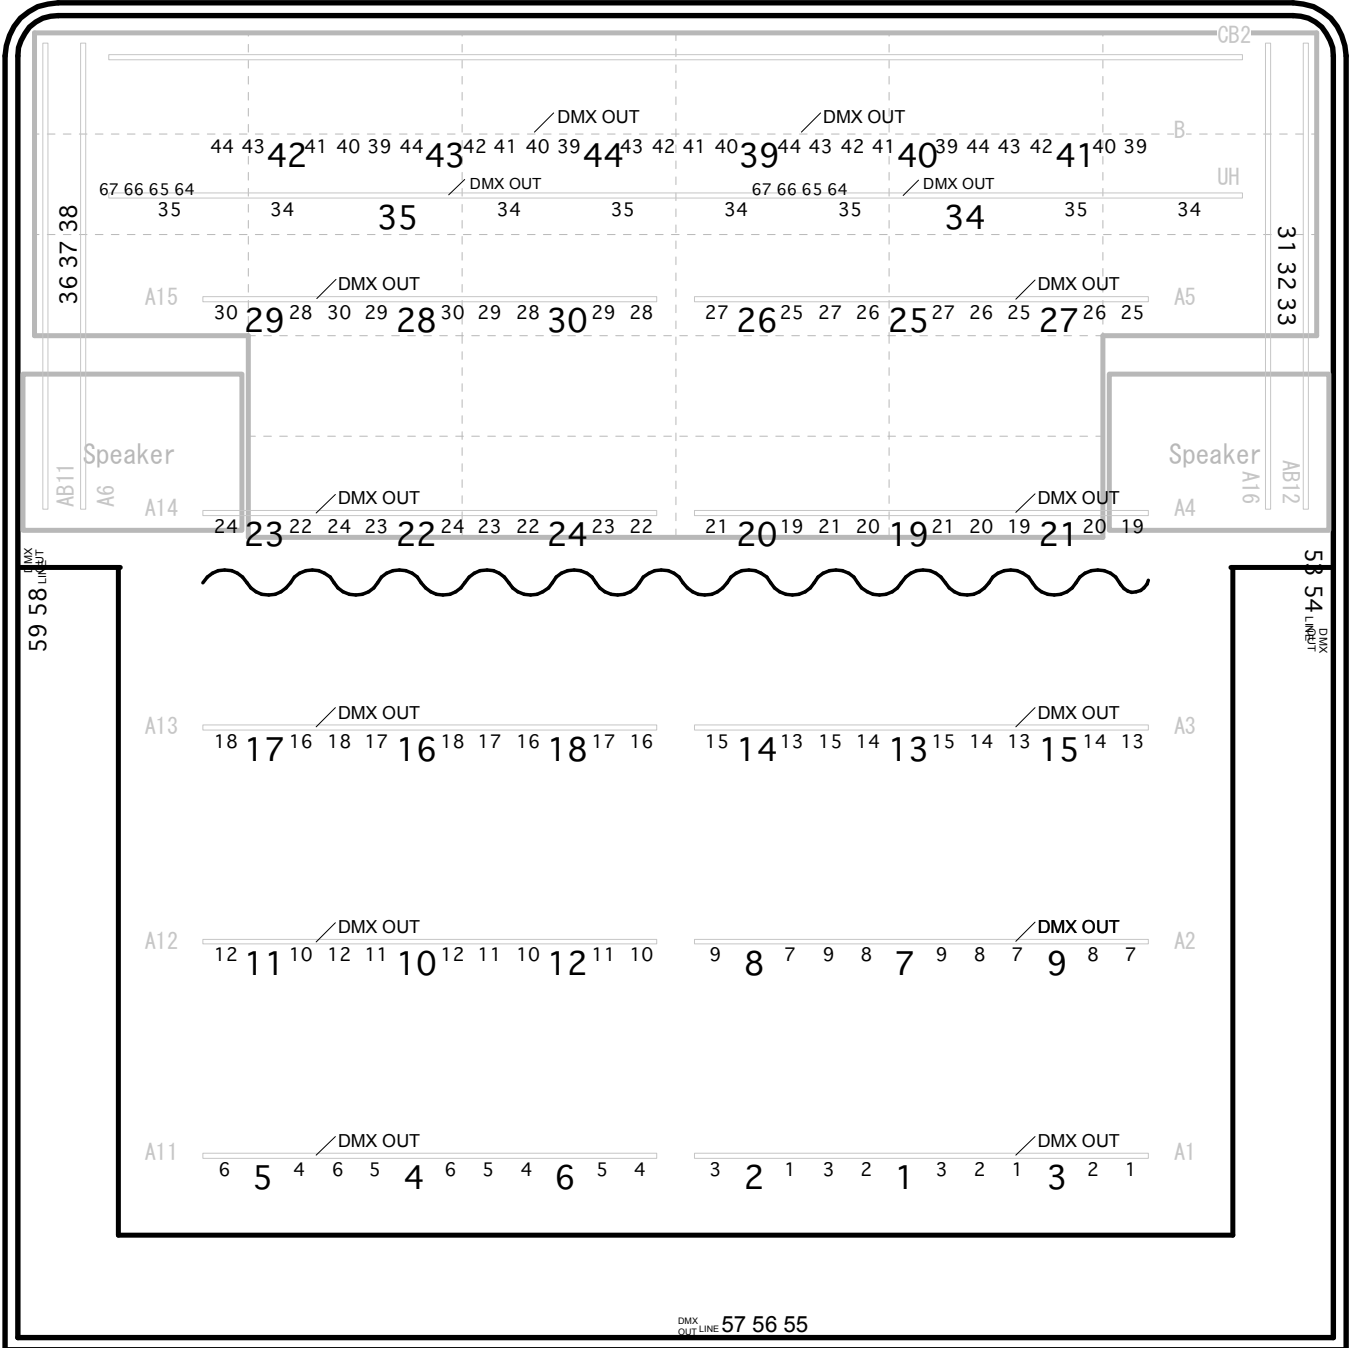 CB2
DMX OUT DMX OUT
B
44 43 42 41 40 39 44 43 42 41 40 39 44 43 42 41 40 39 44 43 42 41 40 39 44 43 42 41 40 39
UH
DMX OUT DMX OUT
67 66 65 64 67 66 65 64
35 34 35 34 35 34 35 34 35 34
36 37 38
31 32 33
DMX OUT DMX OUT
A15 A5
30 29 28 30 29 28 30 29 28 30 29 28 27 26 25 27 26 25 27 26 25 27 26 25
Speaker Speaker
AB11 A6 A16 AB12
DMX OUT DMX OUT
A14 A4
24 23 22 24 23 22 24 23 22 24 23 22 21 20 19 21 20 19 21 20 19 21 20 19
59 58 LINE DMX OUT
53 54 LINE DMX OUT
DMX OUT DMX OUT
A13 A3
18 17 16 18 17 16 18 17 16 18 17 16 15 14 13 15 14 13 15 14 13 15 14 13
DMX OUT DMX OUT
A12 A2
12 11 10 12 11 10 12 11 10 12 11 10 9 8 7 9 8 7 9 8 7 9 8 7
DMX OUT DMX OUT
A11 A1
6 5 4 6 5 4 6 5 4 6 5 4 3 2 1 3 2 1 3 2 1 3 2 1
DMX OUT LINE 57 56 55